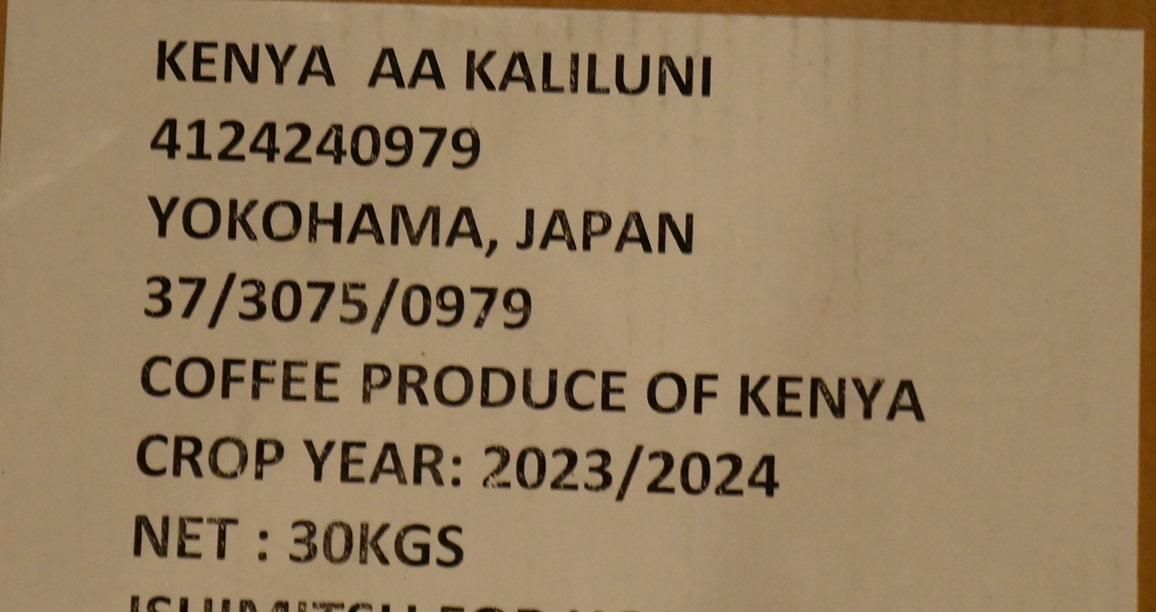 KENYA  AA KALILUNI
4124240979
YOKOHAMA, JAPAN
37/3075/0979
COFFEE PRODUCE OF KENYA
CROP YEAR: 2023/2024
NET : 30KGS